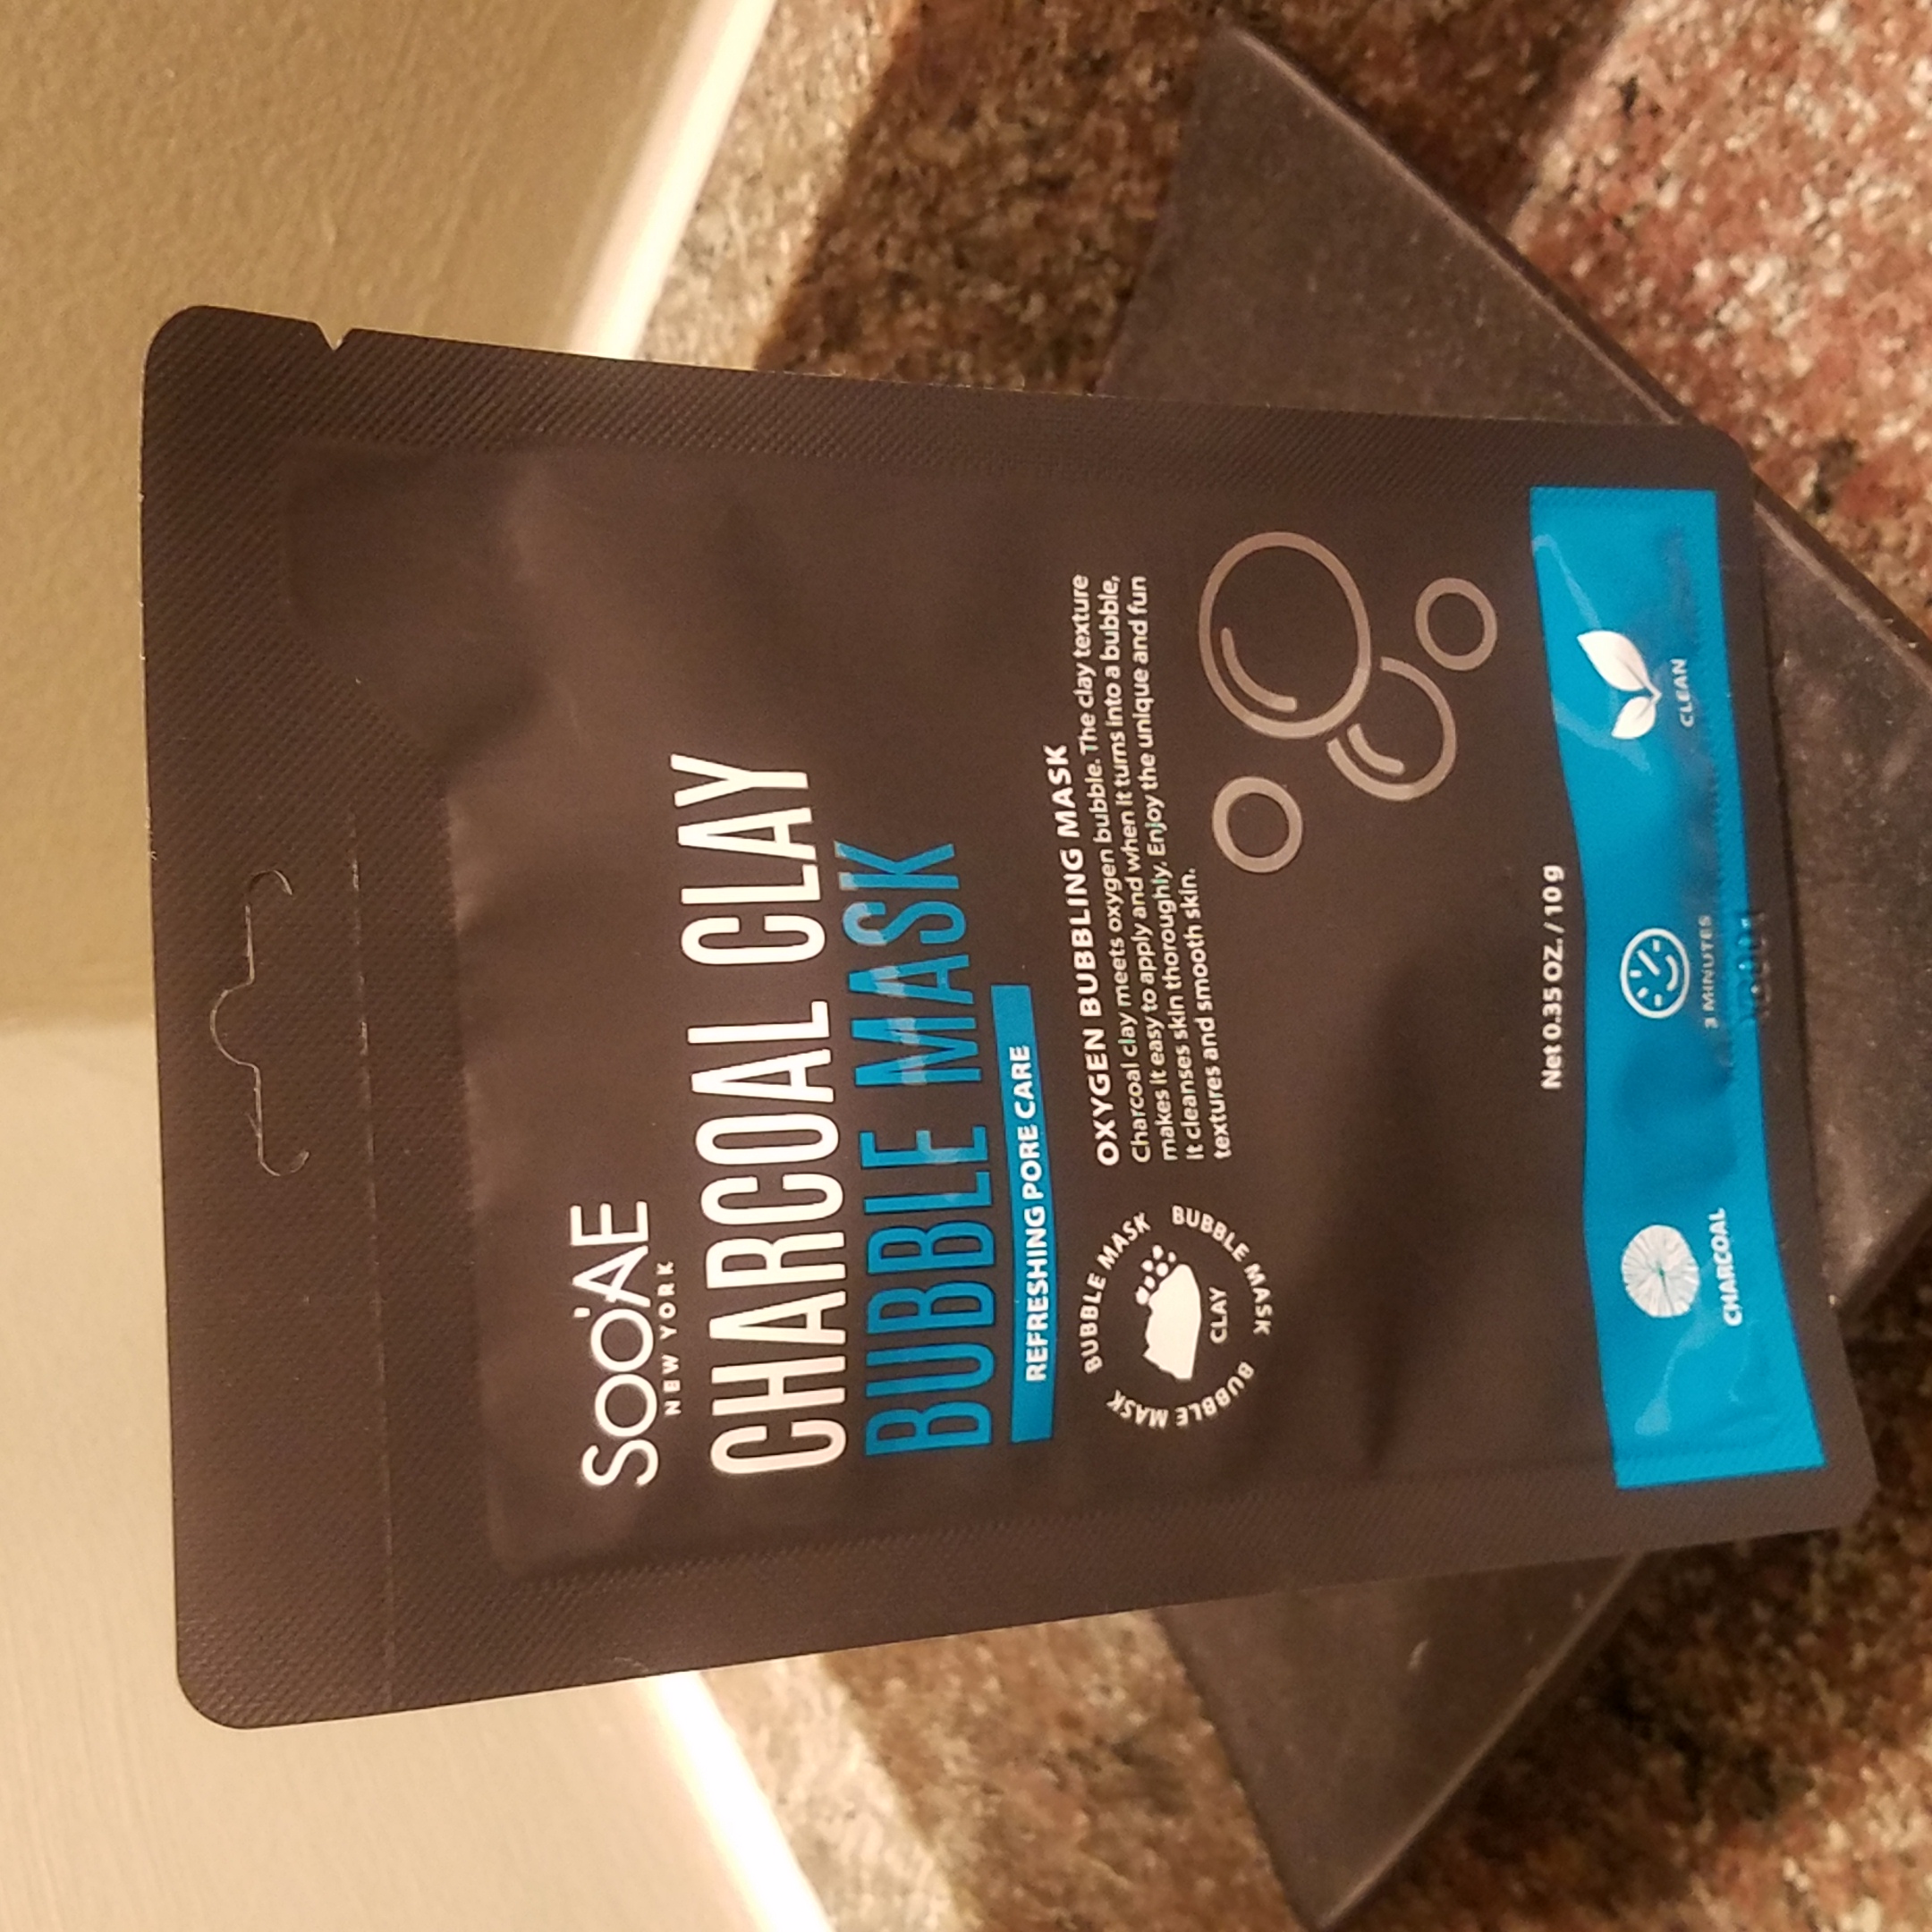 SOO'AE
NEW YORK
CHARCOAL CLAY
BUBBLE MASK
REFRESHING PORE CARE
BUBBLE MASK BUBBLE MASK BUBBLE MASK BUBBLE MASK
CLAY
OXYGEN BUBBLING MASK
Charcoal clay meets oxygen bubble. The clay texture
makes it easy to apply and when it turns into a bubble,
it cleanses skin thoroughly. Enjoy the unique and fun
textures and smooth skin.
Net 0.35 OZ. / 10 g
CHARCOAL
3 MINUTES
CLEAN